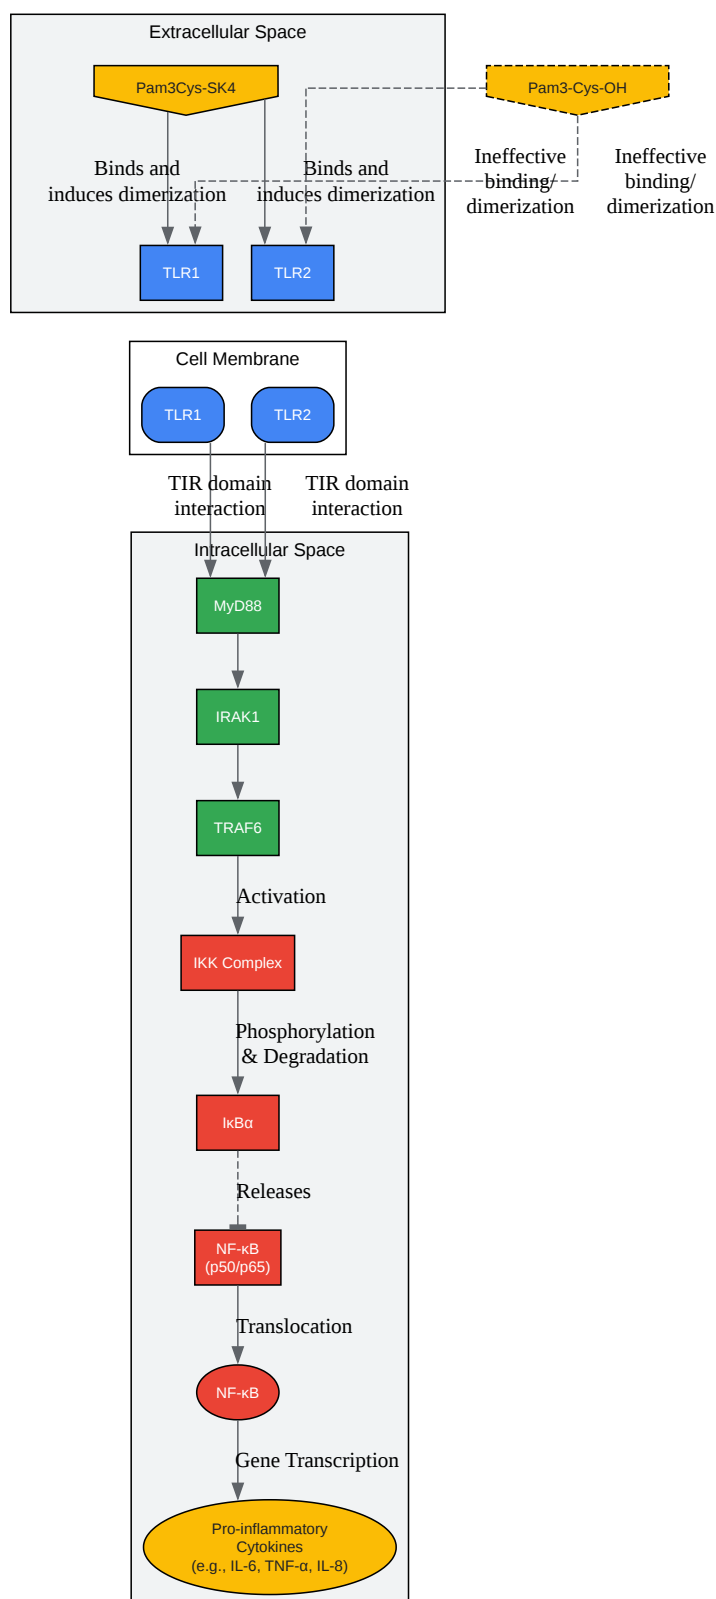 Extracellular Space
Pam3Cys-SK4
Pam3-Cys-OH
Binds and
induces dimerization
Binds and
induces dimerization
Ineffective
binding/
dimerization
Ineffective
binding/
dimerization
TLR1
TLR2
Cell Membrane
TLR1
TLR2
TIR domain
interaction
TIR domain
interaction
Intracellular Space
MyD88
IRAK1
TRAF6
Activation
IKK Complex
Phosphorylation
& Degradation
IκBα
Releases
NF-κB
(p50/p65)
Translocation
NF-κB
Gene Transcription
Pro-inflammatory
Cytokines
(e.g., IL-6, TNF-α, IL-8)